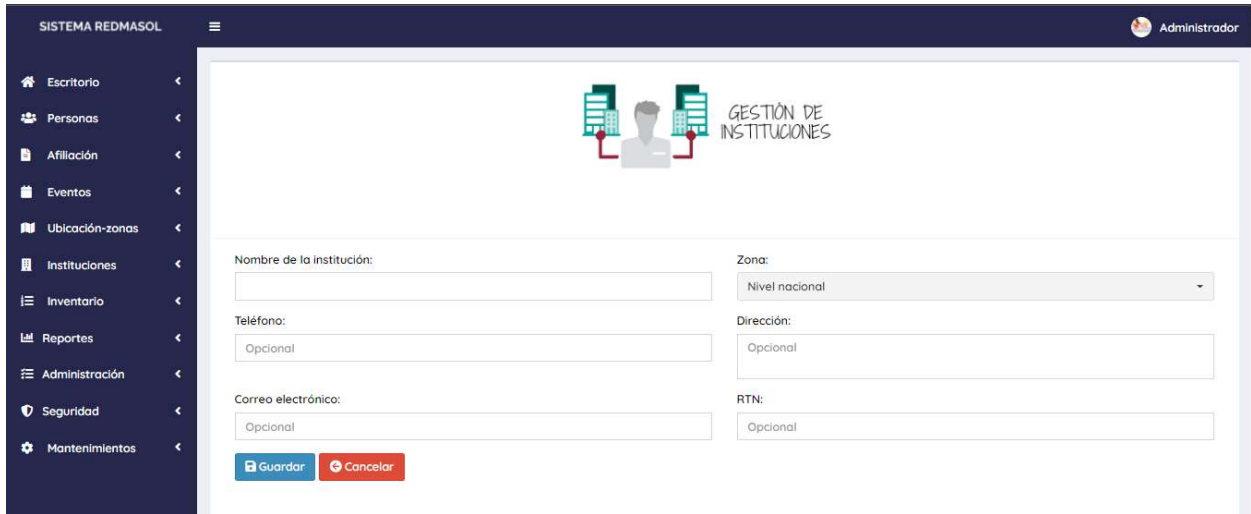 SISTEMA REDMASOL
Administrador
Escritorio
Personas
Afiliación
Eventos
Ubicación-zonas
Instituciones
Inventario
Reportes
Administración
Seguridad
Mantenimientos
GESTIÓN DE
INSTITUCIONES
Nombre de la institución:
Zona:
Nivel nacional
Teléfono:
Dirección:
Opcional
Opcional
Correo electrónico:
RTN:
Opcional
Opcional
Guardar
Cancelar